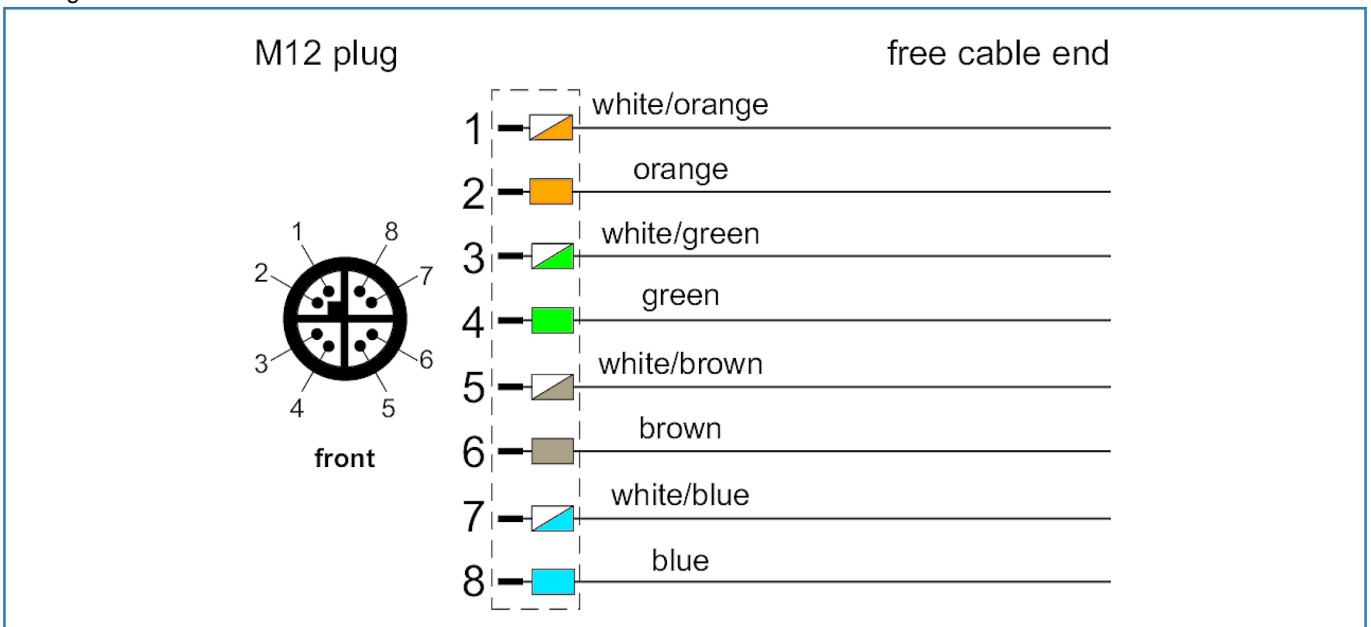 M12 plug
free cable end
1 white/orange
2 orange
3 white/green
4 green
5 white/brown
6 brown
7 white/blue
8 blue
1 8
2 7
3 6
4 5
front